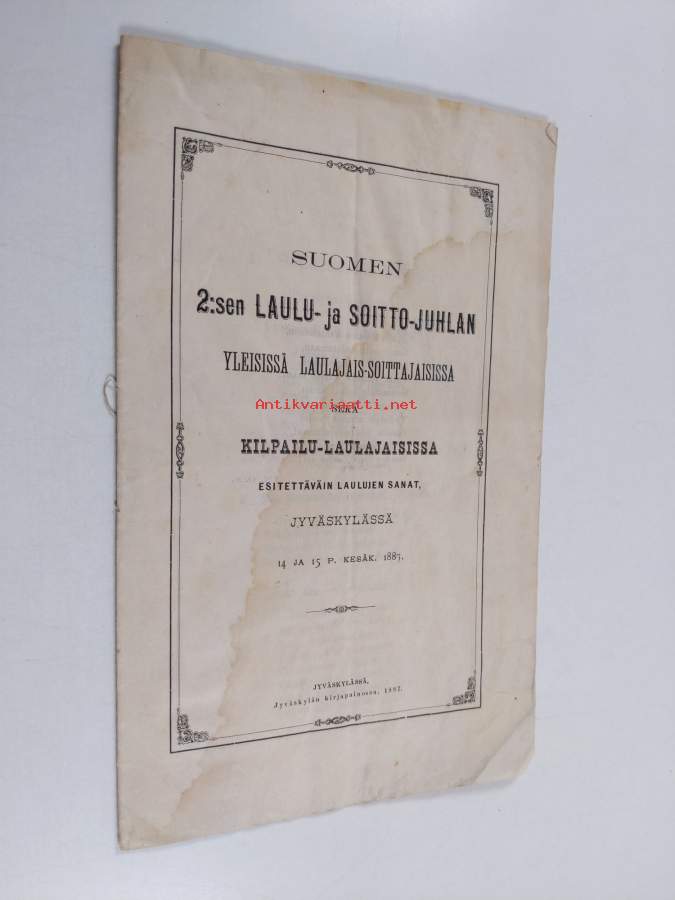 SUOMEN
2:sen LAULU- ja SOITTO-JUHLAN
YLEISISSÄ LAULAJAIS-SOITTAJAISISSA
Antikvariaatti.net
SEKÄ
KILPAILU-LAULAJAISISSA
ESITETTÄVÄIN LAULUJEN SANAT,
JYVÄSKYLÄSSÄ
14 JA 15 P. KESÄK. 1887.
JYVÄSKYLÄSSÄ,
Jyväskylän kirjapainossa, 1887.